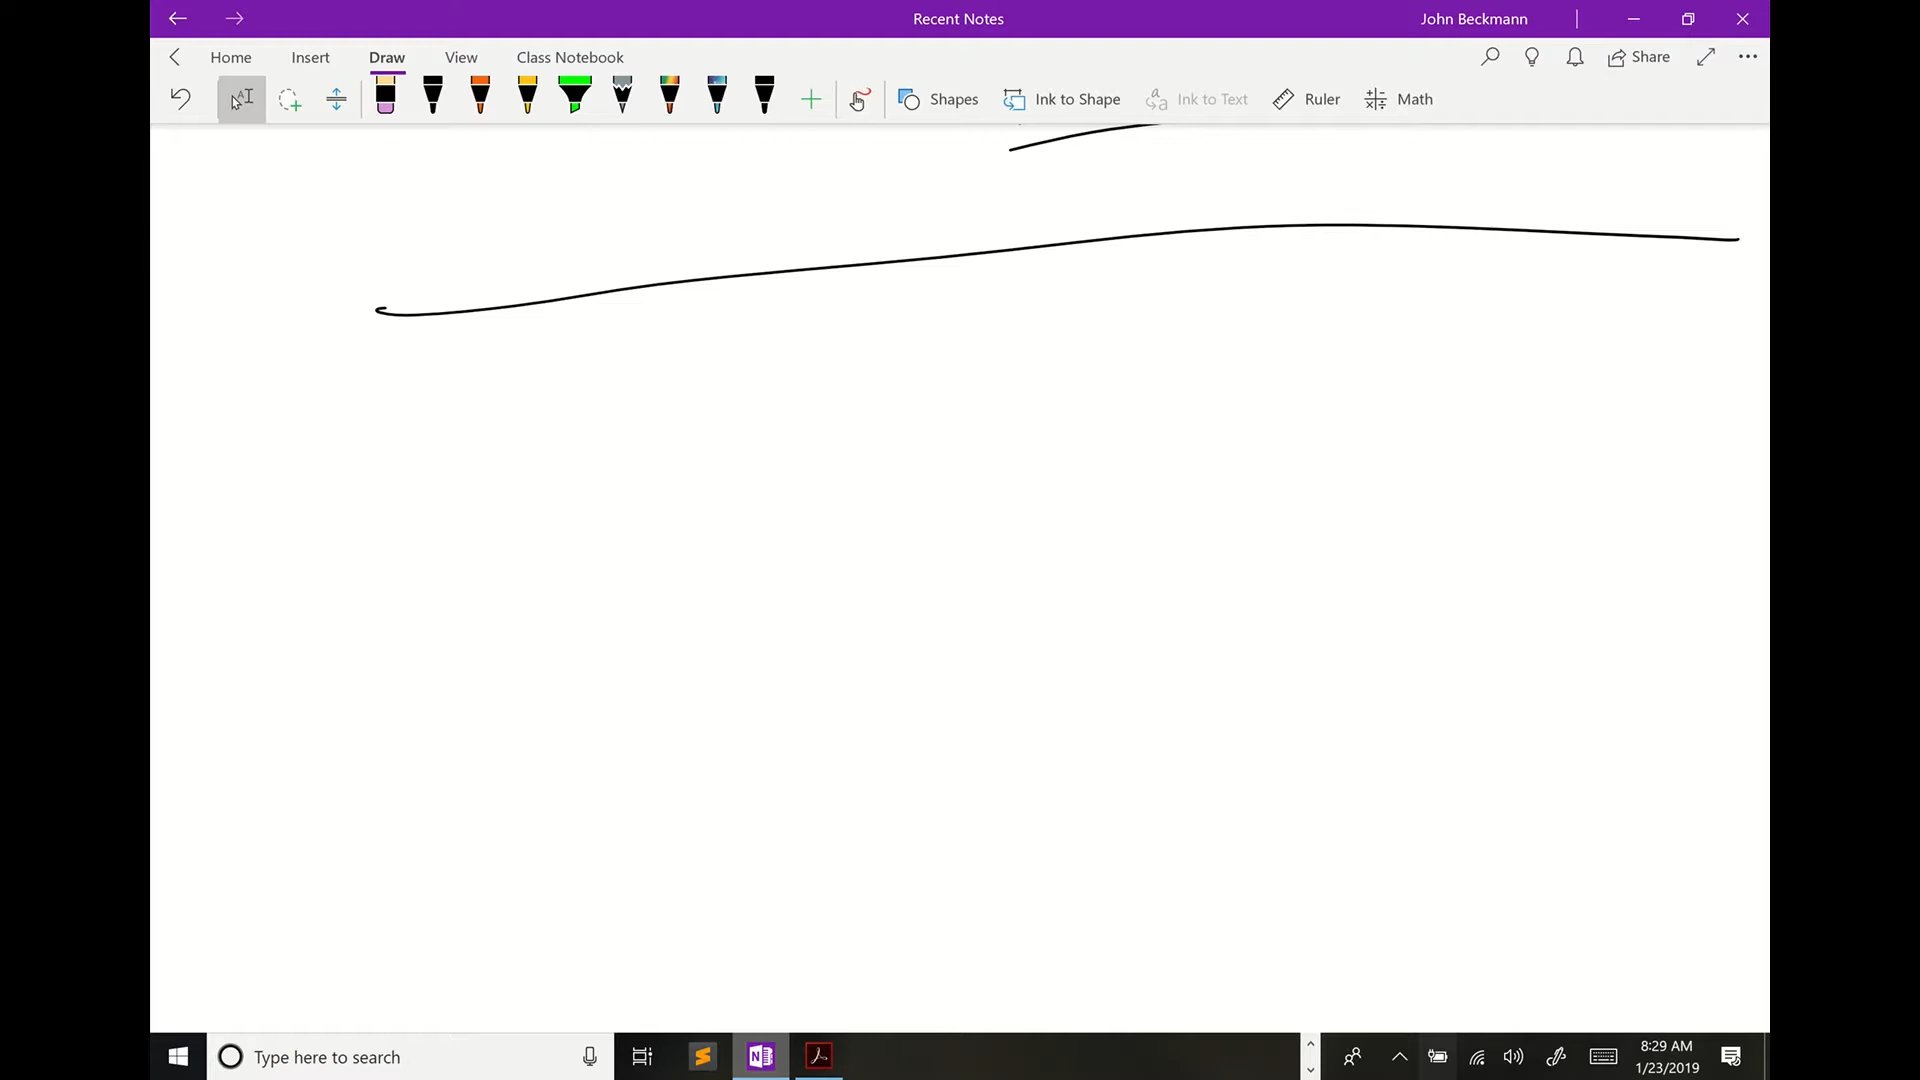 Recent Notes
John Beckmann
Home Insert Draw View Class Notebook
Share
Shapes Ink to Shape Ink to Text Ruler Math
Type here to search
8:29 AM
1/23/2019